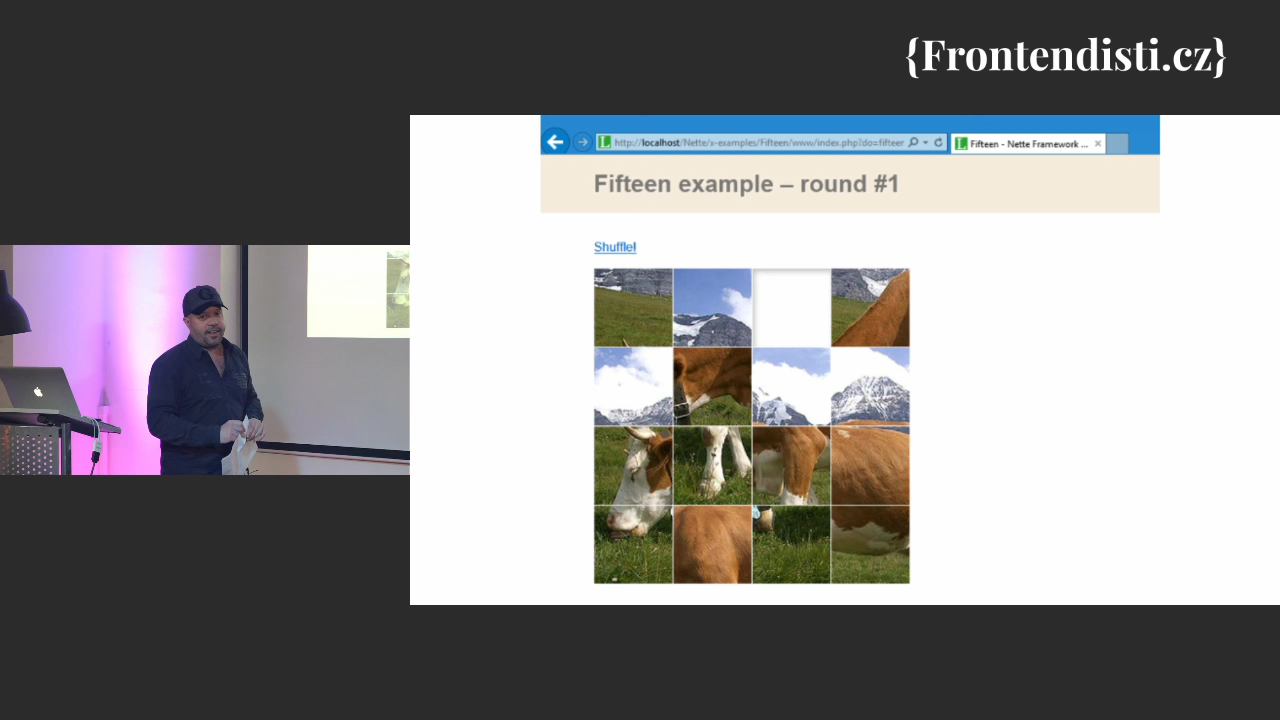 {Frontendisti.cz}
http://localhost/Nette/x-examples/Fifteen/www/index.php?do=fifteer
Fifteen - Nette Framework ...
Fifteen example – round #1
Shuffle!